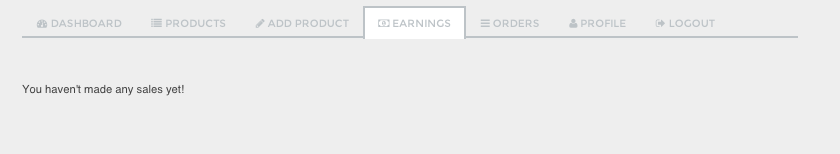 DASHBOARD PRODUCTS ADD PRODUCT EARNINGS ORDERS PROFILE LOGOUT
You haven't made any sales yet!